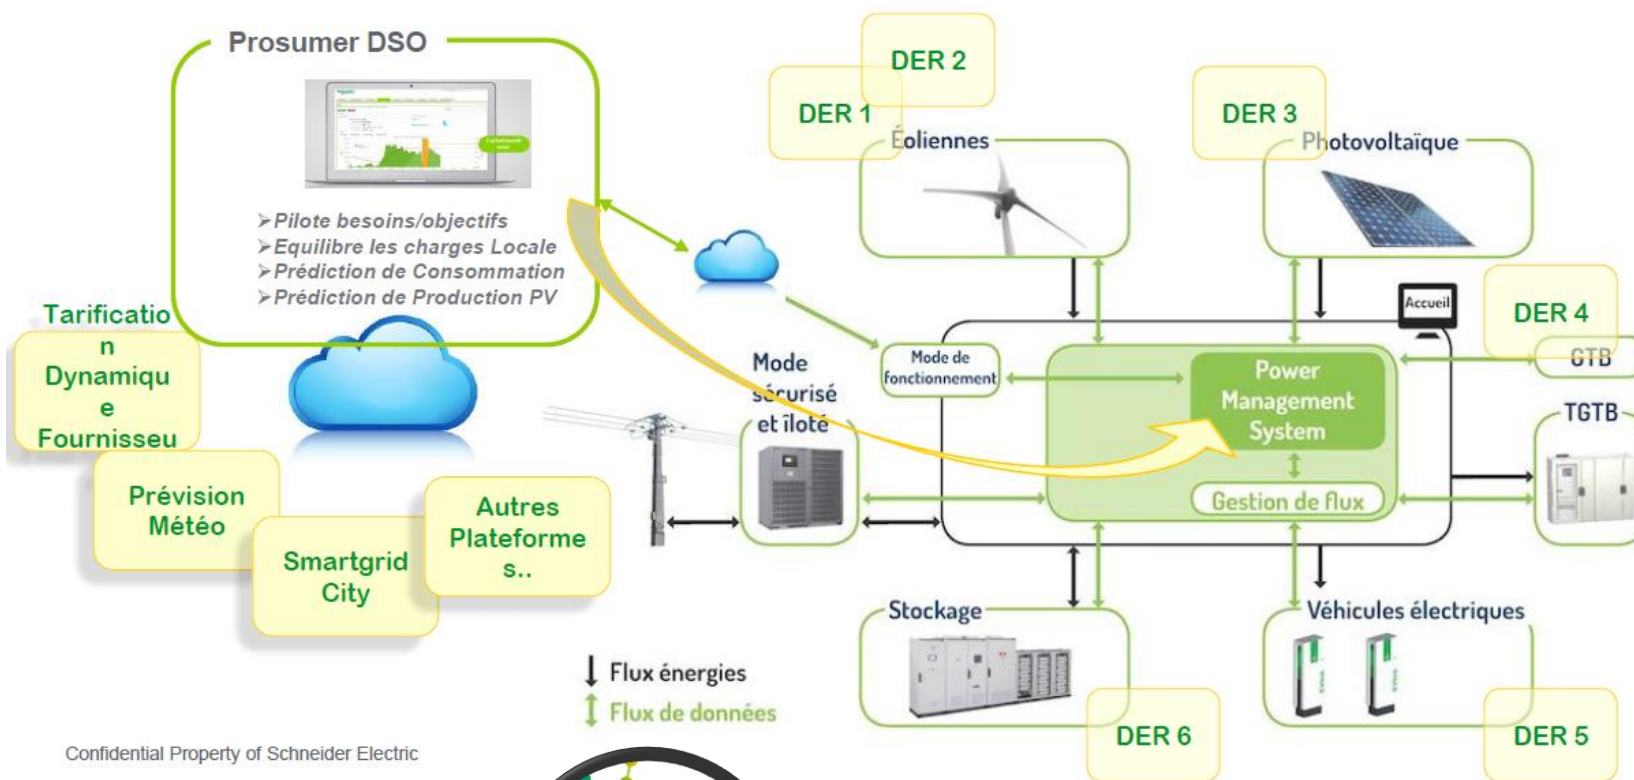 Prosumer DSO
➢Pilote besoins/objectifs
➢Equilibre les charges Locale
➢Prédiction de Consommation
➢Prédiction de Production PV
Tarificatio
n
Dynamiqu
e
Fournisseu
Prévision
Météo
Smartgrid
City
Autres
Plateforme
s..
DER 1
DER 2
Éoliennes
DER 3
Photovoltaïque
Accueil
DER 4
GTB
Mode de
fonctionnement
Power
Management
System
Gestion de flux
Mode
sécurisé
et îloté
TGTB
Stockage
DER 6
Véhicules électriques
DER 5
Flux énergies
Flux de données
Confidential Property of Schneider Electric